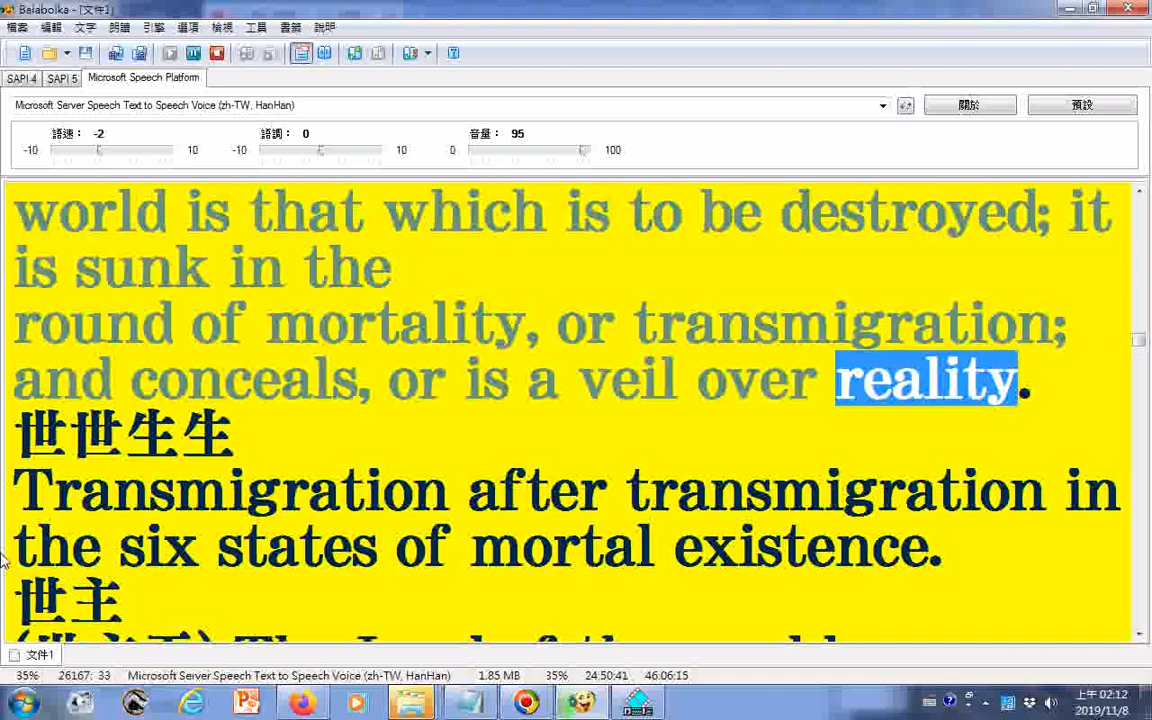 Balabolka - [文件1]
檔案 編輯 文字 朗讀 引擎 選項 檢視 工具 書籤 說明
SAPI 4 SAPI 5 Microsoft Speech Platform
Microsoft Server Speech Text to Speech Voice (zh-TW, HanHan) 關於 預設
語速： -2 語調： 0 音量： 95
-10 10 -10 10 0 100
world is that which is to be destroyed; it
is sunk in the
round of mortality, or transmigration;
and conceals, or is a veil over reality.
世世生生
Transmigration after transmigration in
the six states of mortal existence.
世主
文件1
35% 26167: 33 Microsoft Server Speech Text to Speech Voice (zh-TW, HanHan) 1.85 MB 35% 24:50:41 46:06:15
上午 02:12
2019/11/8